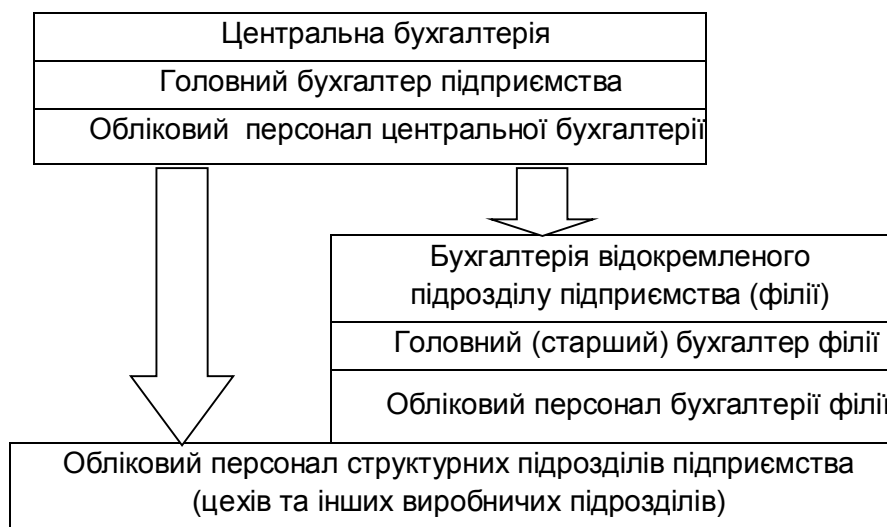 Центральна бухгалтерія
Головний бухгалтер підприємства
Обліковий персонал центральної бухгалтерії
Бухгалтерія відокремленого
підрозділу підприємства (філії)
Головний (старший) бухгалтер філії
Обліковий персонал бухгалтерії філії
Обліковий персонал структурних підрозділів підприємства
(цехів та інших виробничих підрозділів)